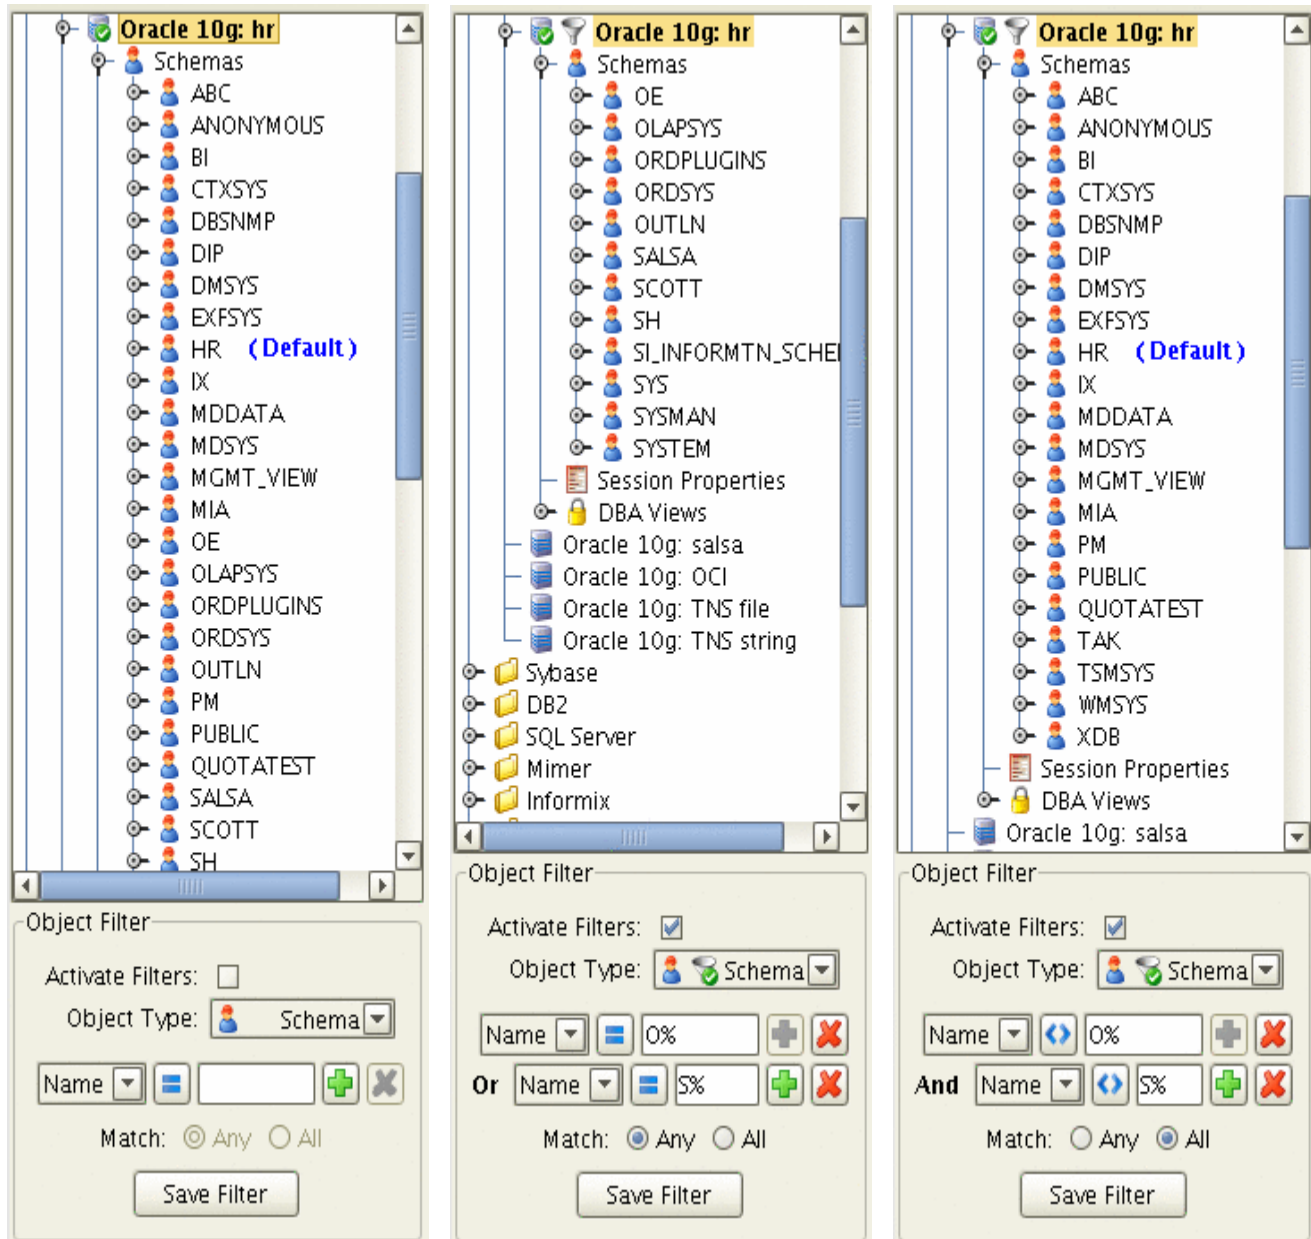 Oracle 10g: hr
Schemas
ABC
ANONYMOUS
BI
CTXSYS
DBSNMP
DIP
DMSYS
EXFSYS
HR (Default)
IX
MDDATA
MDSYS
MGMT_VIEW
MIA
OE
OLAPSYS
ORDPLUGINS
ORDSYS
OUTLN
PM
PUBLIC
QUOTATEST
SALSA
SCOTT
SH
Object Filter
Activate Filters:
Object Type: Schema
Name =
Match: Any All
Save Filter
Oracle 10g: hr
Schemas
OE
OLAPSYS
ORDPLUGINS
ORDSYS
OUTLN
SALSA
SCOTT
SH
SI_INFORMTN_SCHE
SYS
SYSMAN
SYSTEM
Session Properties
DBA Views
Oracle 10g: salsa
Oracle 10g: OCI
Oracle 10g: TNS file
Oracle 10g: TNS string
Sybase
DB2
SQL Server
Mimer
Informix
Object Filter
Activate Filters:
Object Type: Schema
Name = O%
Or Name = S%
Match: Any All
Save Filter
Oracle 10g: hr
Schemas
ABC
ANONYMOUS
BI
CTXSYS
DBSNMP
DIP
DMSYS
EXFSYS
HR (Default)
IX
MDDATA
MDSYS
MGMT_VIEW
MIA
PM
PUBLIC
QUOTATEST
TAK
TSMSYS
WMSYS
XDB
Session Properties
DBA Views
Oracle 10g: salsa
Object Filter
Activate Filters:
Object Type: Schema
Name <> O%
And Name <> S%
Match: Any All
Save Filter